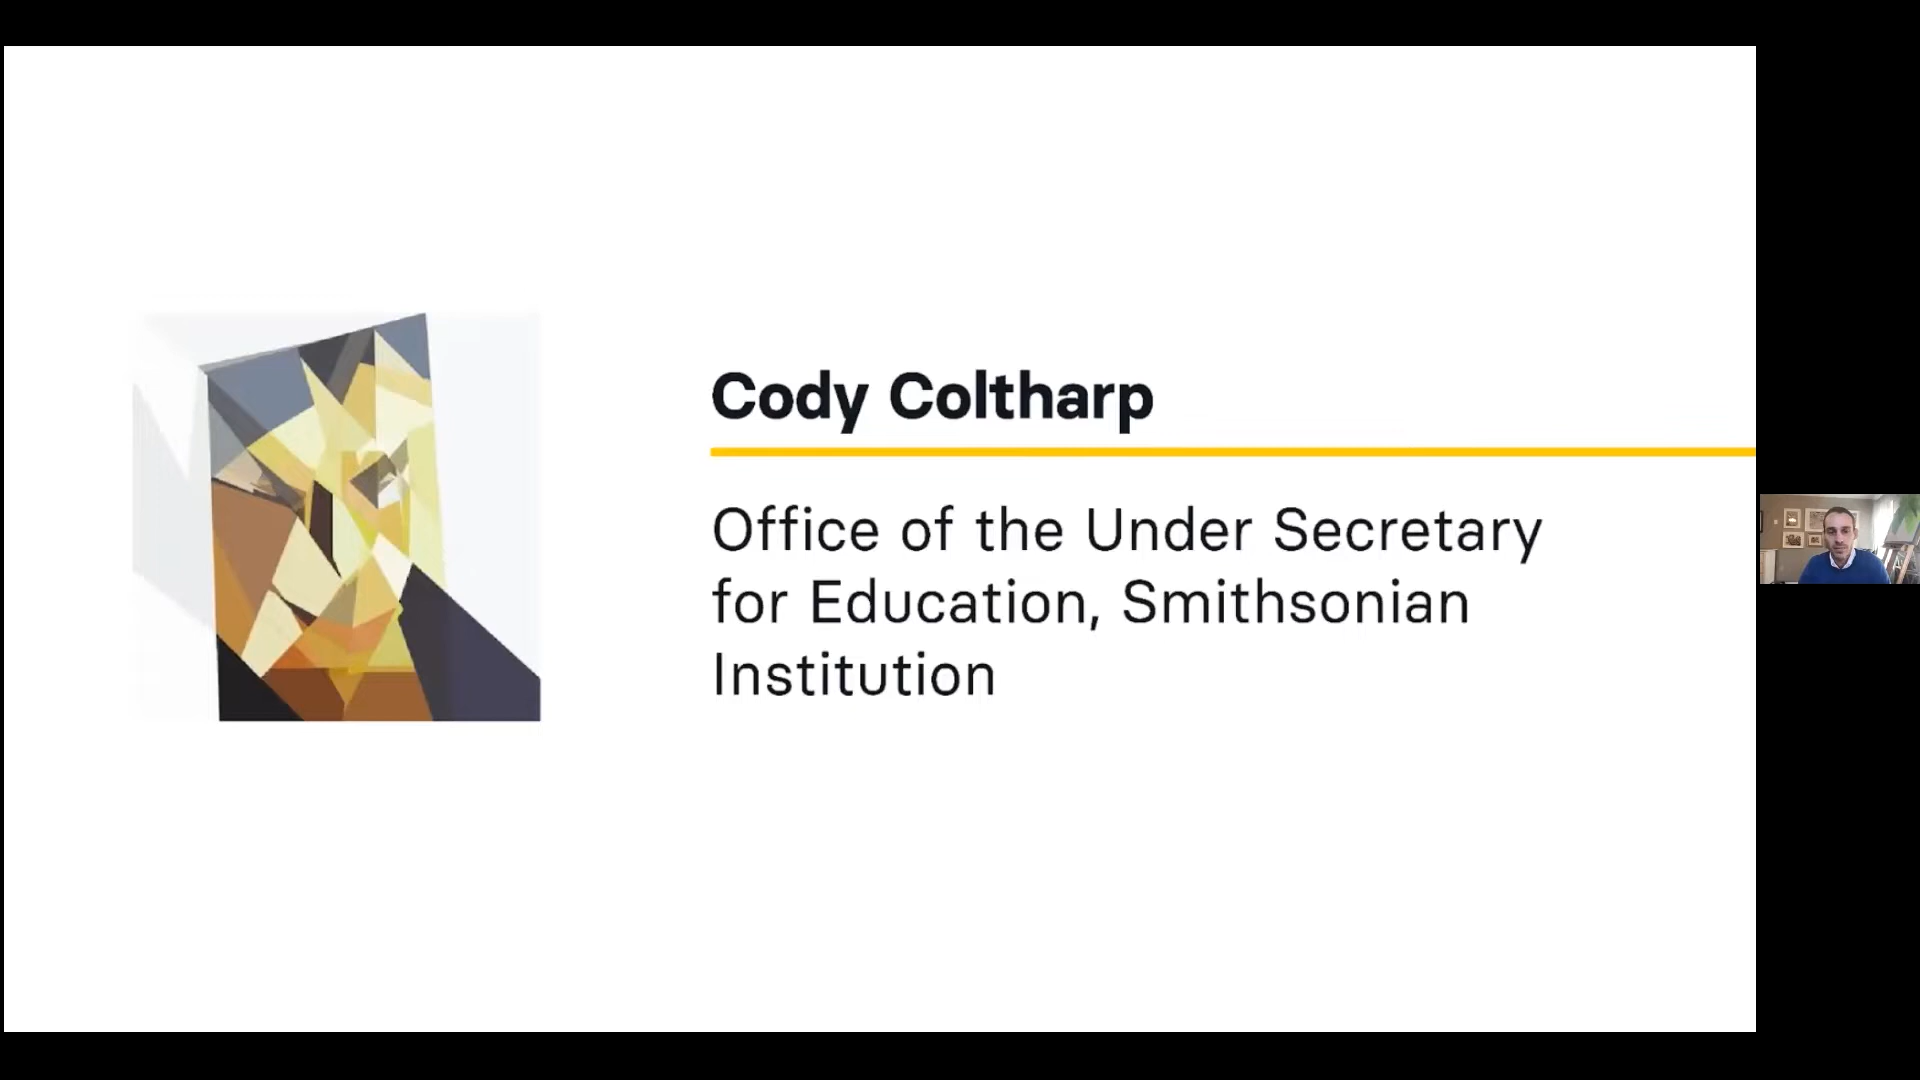 Cody Coltharp
Office of the Under Secretary
for Education, Smithsonian
Institution